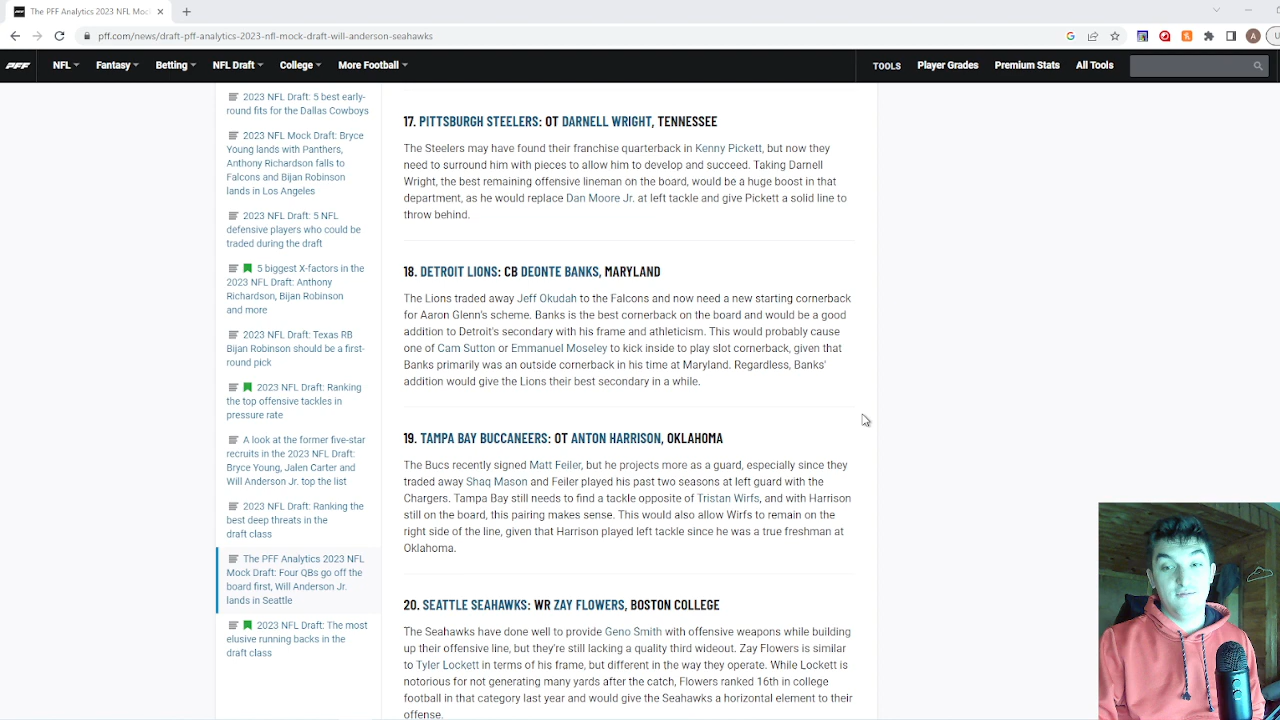 The PFF Analytics 2023 NFL Moc
pff.com/news/draft-pff-analytics-2023-nfl-mock-draft-will-anderson-seahawks
A
PFF
NFL
Fantasy
Betting
NFL Draft
College
More Football
TOOLS
Player Grades
Premium Stats
All Tools
2023 NFL Draft: 5 best early-
round fits for the Dallas Cowboys
2023 NFL Mock Draft: Bryce
Young lands with Panthers,
Anthony Richardson falls to
Falcons and Bijan Robinson
lands in Los Angeles
2023 NFL Draft: 5 NFL
defensive players who could be
traded during the draft
5 biggest X-factors in the
2023 NFL Draft: Anthony
Richardson, Bijan Robinson
and more
2023 NFL Draft: Texas RB
Bijan Robinson should be a first-
round pick
2023 NFL Draft: Ranking
the top offensive tackles in
pressure rate
A look at the former five-star
recruits in the 2023 NFL Draft:
Bryce Young, Jalen Carter and
Will Anderson Jr. top the list
2023 NFL Draft: Ranking the
best deep threats in the
draft class
The PFF Analytics 2023 NFL
Mock Draft: Four QBs go off the
board first, Will Anderson Jr.
lands in Seattle
2023 NFL Draft: The most
elusive running backs in the
draft class
17. PITTSBURGH STEELERS: OT DARNELL WRIGHT, TENNESSEE
The Steelers may have found their franchise quarterback in Kenny Pickett, but now they
need to surround him with pieces to allow him to develop and succeed. Taking Darnell
Wright, the best remaining offensive lineman on the board, would be a huge boost in that
department, as he would replace Dan Moore Jr. at left tackle and give Pickett a solid line to
throw behind.
18. DETROIT LIONS: CB DEONTE BANKS, MARYLAND
The Lions traded away Jeff Okudah to the Falcons and now need a new starting cornerback
for Aaron Glenn's scheme. Banks is the best cornerback on the board and would be a good
addition to Detroit's secondary with his frame and athleticism. This would probably cause
one of Cam Sutton or Emmanuel Moseley to kick inside to play slot cornerback, given that
Banks primarily was an outside cornerback in his time at Maryland. Regardless, Banks'
addition would give the Lions their best secondary in a while.
19. TAMPA BAY BUCCANEERS: OT ANTON HARRISON, OKLAHOMA
The Bucs recently signed Matt Feiler, but he projects more as a guard, especially since they
traded away Shaq Mason and Feiler played his past two seasons at left guard with the
Chargers. Tampa Bay still needs to find a tackle opposite of Tristan Wirfs, and with Harrison
still on the board, this pairing makes sense. This would also allow Wirfs to remain on the
right side of the line, given that Harrison played left tackle since he was a true freshman at
Oklahoma.
20. SEATTLE SEAHAWKS: WR ZAY FLOWERS, BOSTON COLLEGE
The Seahawks have done well to provide Geno Smith with offensive weapons while building
up their offensive line, but they're still lacking a quality third wideout. Zay Flowers is similar
to Tyler Lockett in terms of his frame, but different in the way they operate. While Lockett is
notorious for not generating many yards after the catch, Flowers ranked 16th in college
football in that category last year and would give the Seahawks a horizontal element to their
offense.